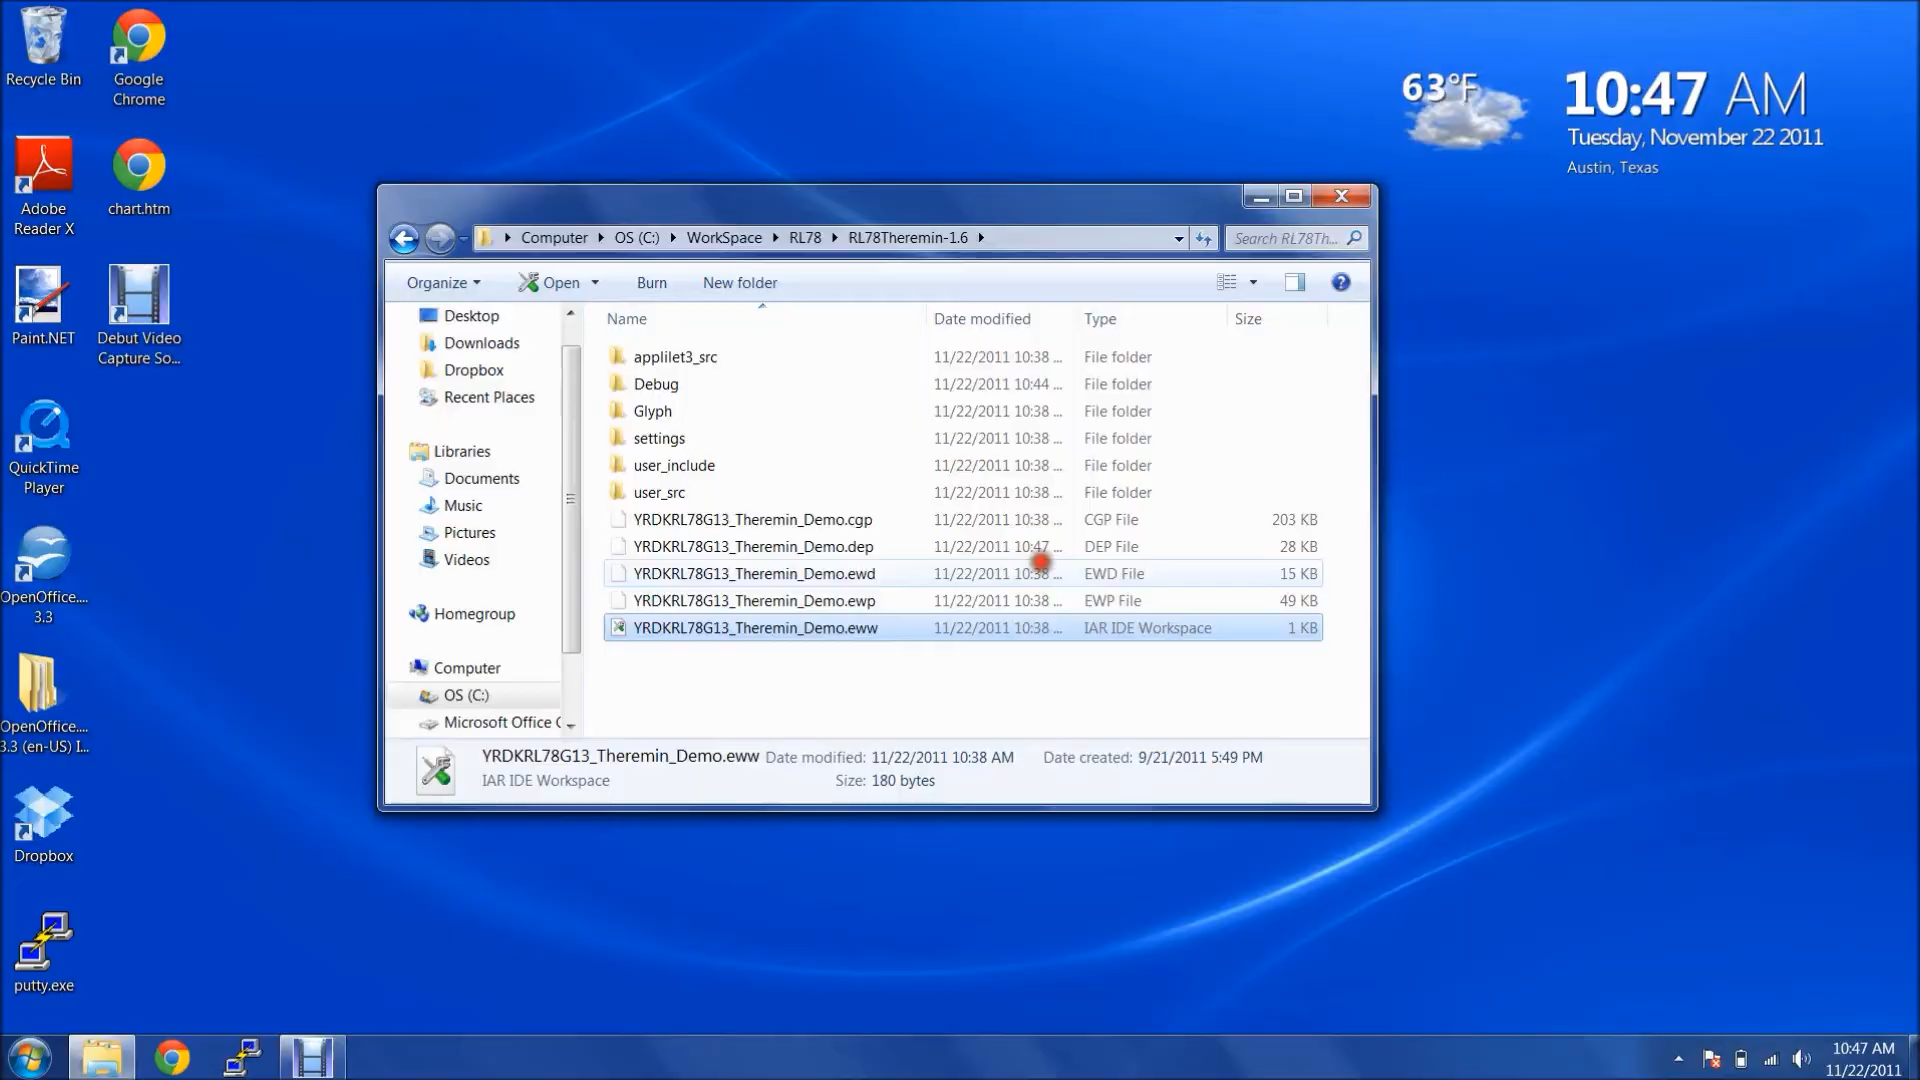 Recycle Bin
Google
Chrome
Adobe
Reader X
chart.htm
Paint.NET
Debut Video
Capture So...
QuickTime
Player
OpenOffice....
3.3
OpenOffice....
3.3 (en-US) I...
Dropbox
putty.exe
63°F
10:47 AM
Tuesday, November 22 2011
Austin, Texas
Computer OS (C:) WorkSpace RL78 RL78Theremin-1.6
Search RL78Th...
Organize Open Burn New folder
Desktop
Downloads
Dropbox
Recent Places
Libraries
Documents
Music
Pictures
Videos
Homegroup
Computer
OS (C:)
Microsoft Office
Name Date modified Type Size
applilet3_src 11/22/2011 10:38 ... File folder
Debug 11/22/2011 10:44 ... File folder
Glyph 11/22/2011 10:38 ... File folder
settings 11/22/2011 10:38 ... File folder
user_include 11/22/2011 10:38 ... File folder
user_src 11/22/2011 10:38 ... File folder
YRDKRL78G13_Theremin_Demo.cgp 11/22/2011 10:38 ... CGP File 203 KB
YRDKRL78G13_Theremin_Demo.dep 11/22/2011 10:47 ... DEP File 28 KB
YRDKRL78G13_Theremin_Demo.ewd 11/22/2011 10:38 ... EWD File 15 KB
YRDKRL78G13_Theremin_Demo.ewp 11/22/2011 10:38 ... EWP File 49 KB
YRDKRL78G13_Theremin_Demo.eww 11/22/2011 10:38 ... IAR IDE Workspace 1 KB
YRDKRL78G13_Theremin_Demo.eww Date modified: 11/22/2011 10:38 AM Date created: 9/21/2011 5:49 PM
IAR IDE Workspace Size: 180 bytes
10:47 AM
11/22/2011